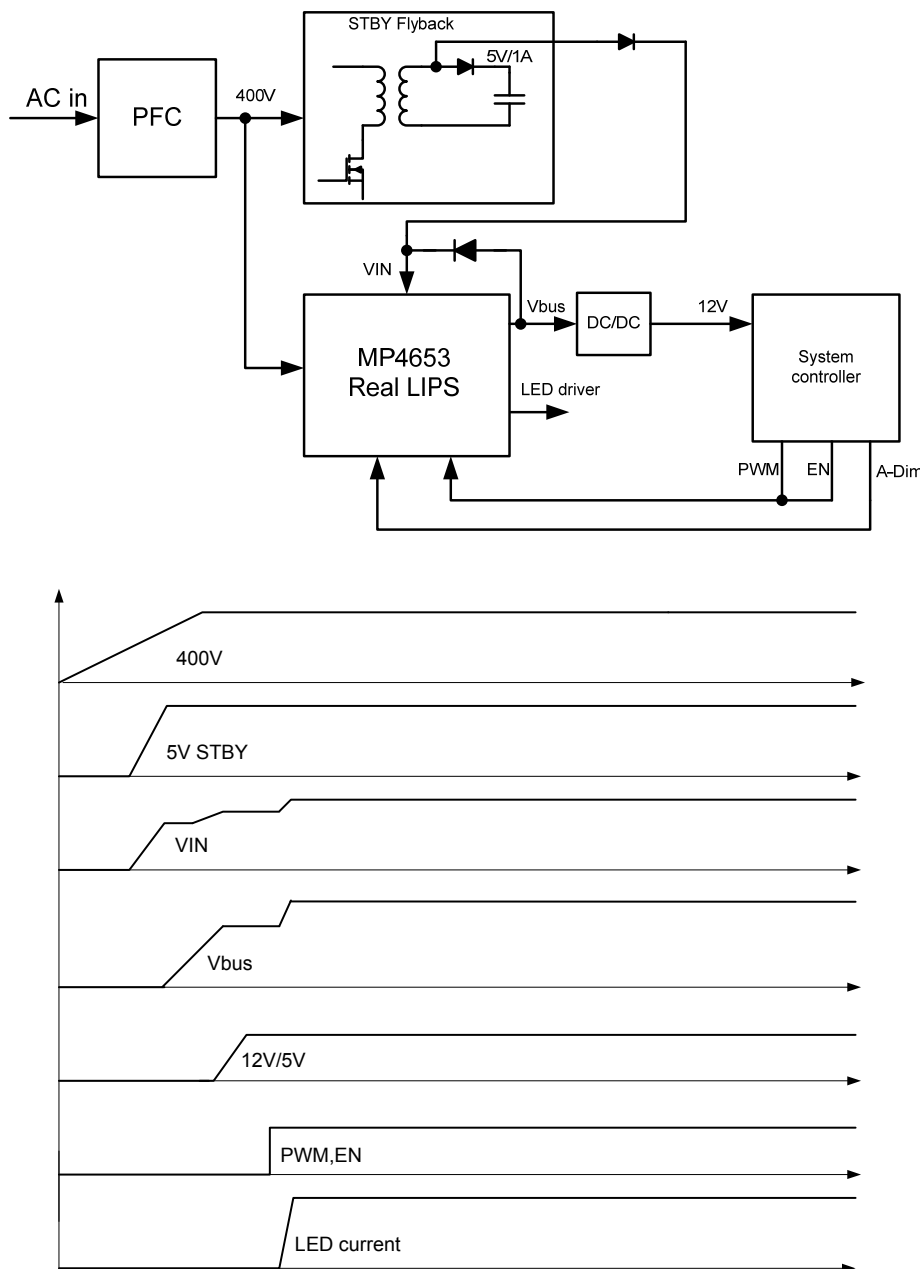 STBY Flyback
5V/1A
AC in
PFC
400V
VIN
Vbus
DC/DC
12V
MP4653
Real LIPS
System
controller
LED driver
PWM
EN
A-Dim
400V
5V STBY
VIN
Vbus
12V/5V
PWM,EN
LED current